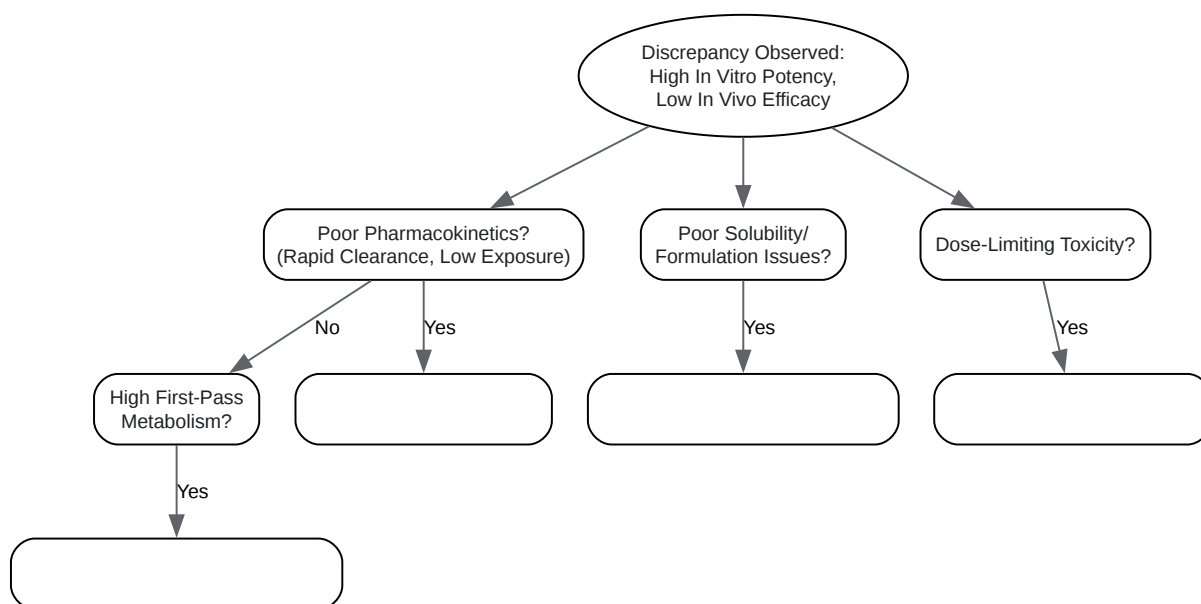 Discrepancy Observed:
High In Vitro Potency,
Low In Vivo Efficacy
Poor Pharmacokinetics?
(Rapid Clearance, Low Exposure)
Poor Solubility/
Formulation Issues?
Dose-Limiting Toxicity?
No
Yes
Yes
Yes
High First-Pass
Metabolism?
Yes